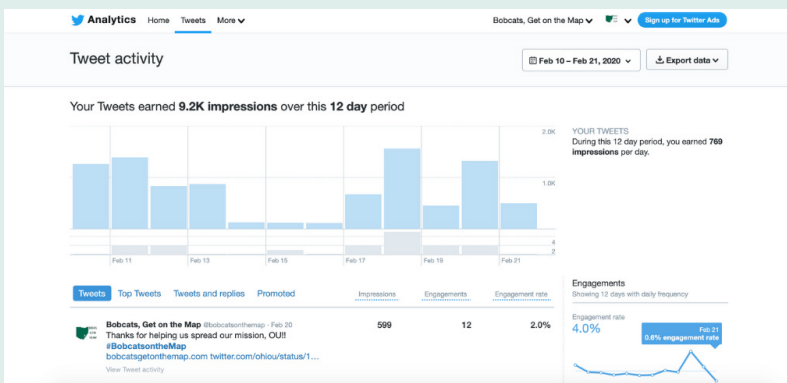 Analytics Home Tweets More
Bobcats, Get on the Map
Sign up for Twitter Ads
Tweet activity
Feb 10 – Feb 21, 2020
Export data
Your Tweets earned 9.2K impressions over this 12 day period
2.0K
1.0K
4
2
Feb 11 Feb 13 Feb 15 Feb 17 Feb 19 Feb 21
YOUR TWEETS
During this 12 day period, you earned 769
impressions per day.
Tweets Top Tweets Tweets and replies Promoted
Impressions Engagements Engagement rate
Bobcats, Get on the Map @bobcatsonthemap · Feb 20
Thanks for helping us spread our mission, OU!!
#BobcatsontheMap
bobcatsgetonthemap.com twitter.com/ohiou/status/1…
View Tweet activity
599 12 2.0%
Engagements
Showing 12 days with daily frequency
Engagement rate
4.0%
Feb 21
0.6% engagement rate